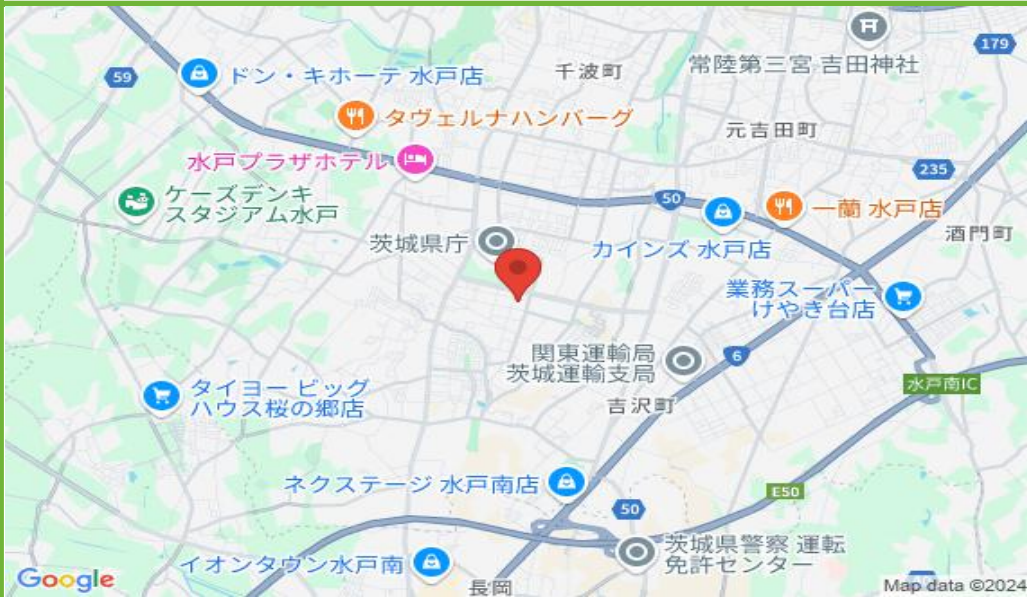 179
59
ドン・キホーテ 水戸店
千波町
常陸第三宮 吉田神社
タヴェルナハンバーグ
元吉田町
水戸プラザホテル
235
ケーズデンキ
スタジアム水戸
50
一蘭 水戸店
茨城県庁
カインズ 水戸店
酒門町
業務スーパー
けやき台店
関東運輸局
茨城運輸支局
6
水戸南IC
タイヨー ビッグ
ハウス桜の郷店
吉沢町
ネクステージ 水戸南店
E50
50
茨城県警察 運転
免許センター
イオンタウン水戸南
長岡
Google
Map data ©2024